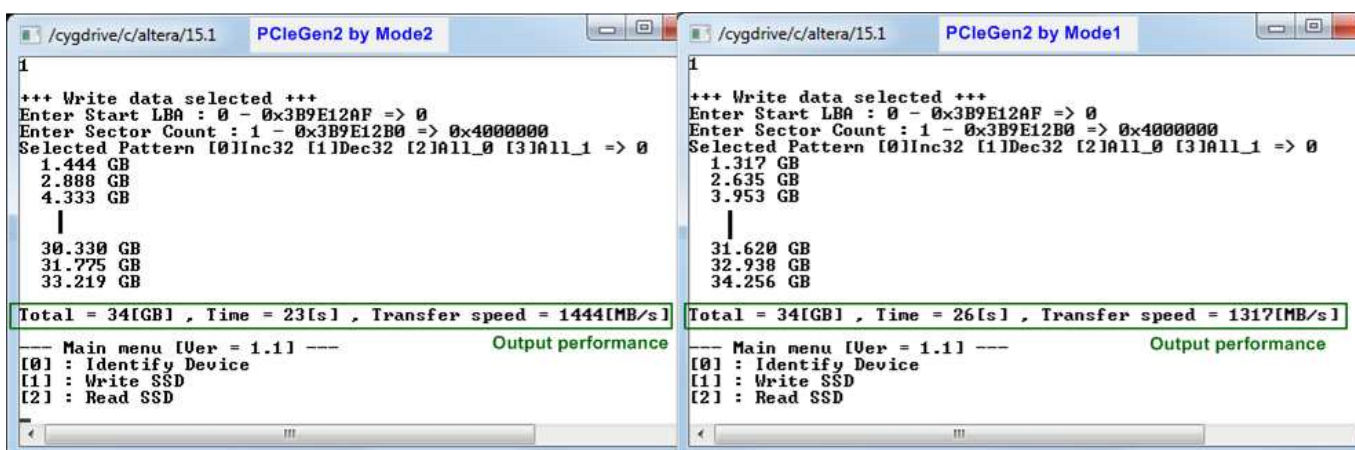 /cygdrive/c/altera/15.1 PCIeGen2 by Mode2
1
+++ Write data selected +++
Enter Start LBA : 0 - 0x3B9E12AF => 0
Enter Sector Count : 1 - 0x3B9E12B0 => 0x4000000
Selected Pattern [0]Inc32 [1]Dec32 [2]All_0 [3]All_1 => 0
1.444 GB
2.888 GB
4.333 GB
30.330 GB
31.775 GB
33.219 GB
Total = 34[GB] , Time = 23[s] , Transfer speed = 1444[MB/s]
Output performance
--- Main menu [Ver = 1.1] ---
[0] : Identify Device
[1] : Write SSD
[2] : Read SSD
/cygdrive/c/altera/15.1 PCIeGen2 by Mode1
1
+++ Write data selected +++
Enter Start LBA : 0 - 0x3B9E12AF => 0
Enter Sector Count : 1 - 0x3B9E12B0 => 0x4000000
Selected Pattern [0]Inc32 [1]Dec32 [2]All_0 [3]All_1 => 0
1.317 GB
2.635 GB
3.953 GB
31.620 GB
32.938 GB
34.256 GB
Total = 34[GB] , Time = 26[s] , Transfer speed = 1317[MB/s]
Output performance
--- Main menu [Ver = 1.1] ---
[0] : Identify Device
[1] : Write SSD
[2] : Read SSD